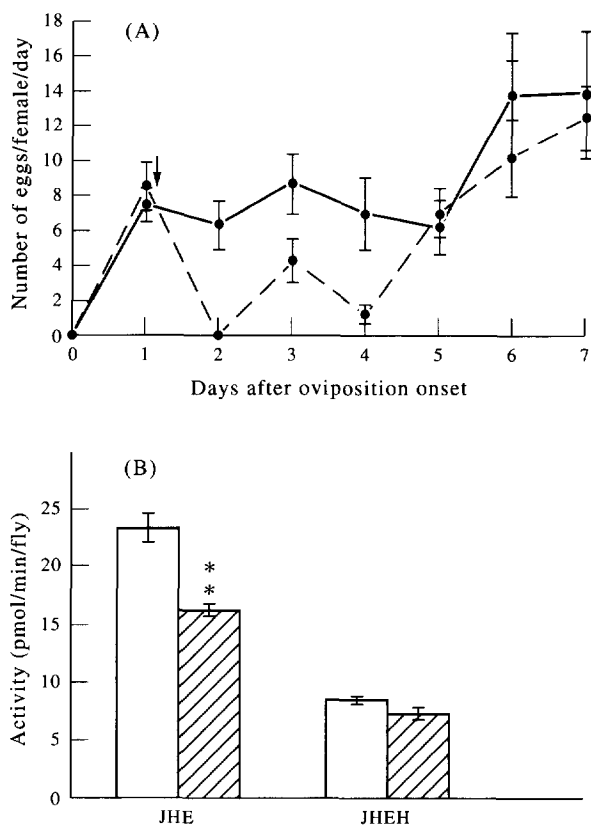 (A)
Number of eggs/female/day
18
16
14
12
10
8
6
4
2
0
0 1 2 3 4 5 6 7
Days after oviposition onset
(B)
Activity (pmol/min/fly)
25
20
15
10
5
0
*
*
JHE JHEH